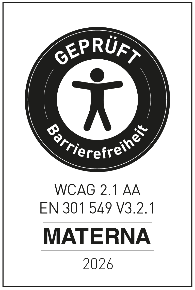 GEPRÜFT
Barrierefreiheit
WCAG 2.1 AA
EN 301 549 V3.2.1
MATERNA
2026